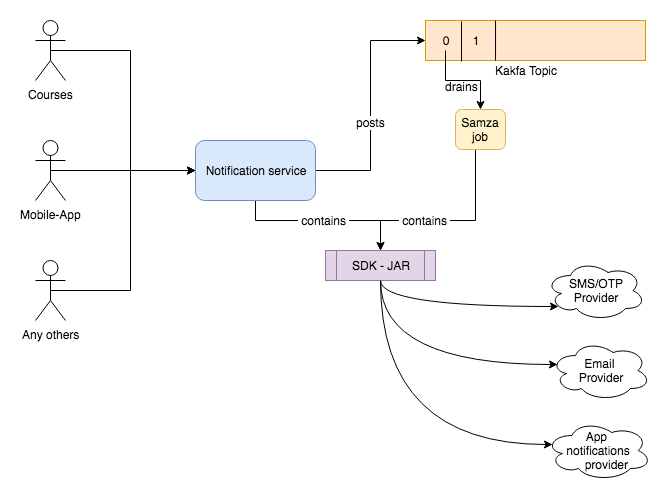 Courses
Mobile-App
Any others
Notification service
posts
0
1
Kakfa Topic
drains
Samza
job
contains
contains
SDK - JAR
SMS/OTP
Provider
Email
Provider
App
notifications
provider